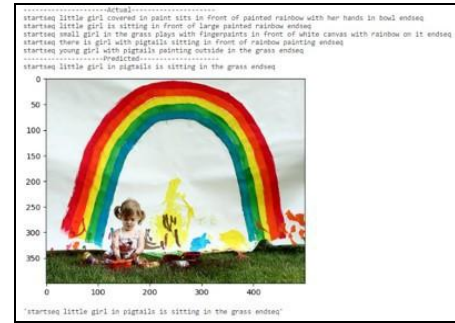 --------------------Actual--------------------
startseq little girl covered in paint sits in front of painted rainbow with her hands in bowl endseq
startseq little girl is sitting in front of large painted rainbow endseq
startseq small girl in the grass plays with fingerpaints in front of white canvas with rainbow on it endseq
startseq there is girl with pigtails sitting in front of rainbow painting endseq
startseq young girl with pigtails painting outside in the grass endseq
--------------------Predicted--------------------
startseq little girl in pigtails is sitting in the grass endseq
0
50
100
150
200
250
300
350
0 100 200 300 400
'startseq little girl in pigtails is sitting in the grass endseq'